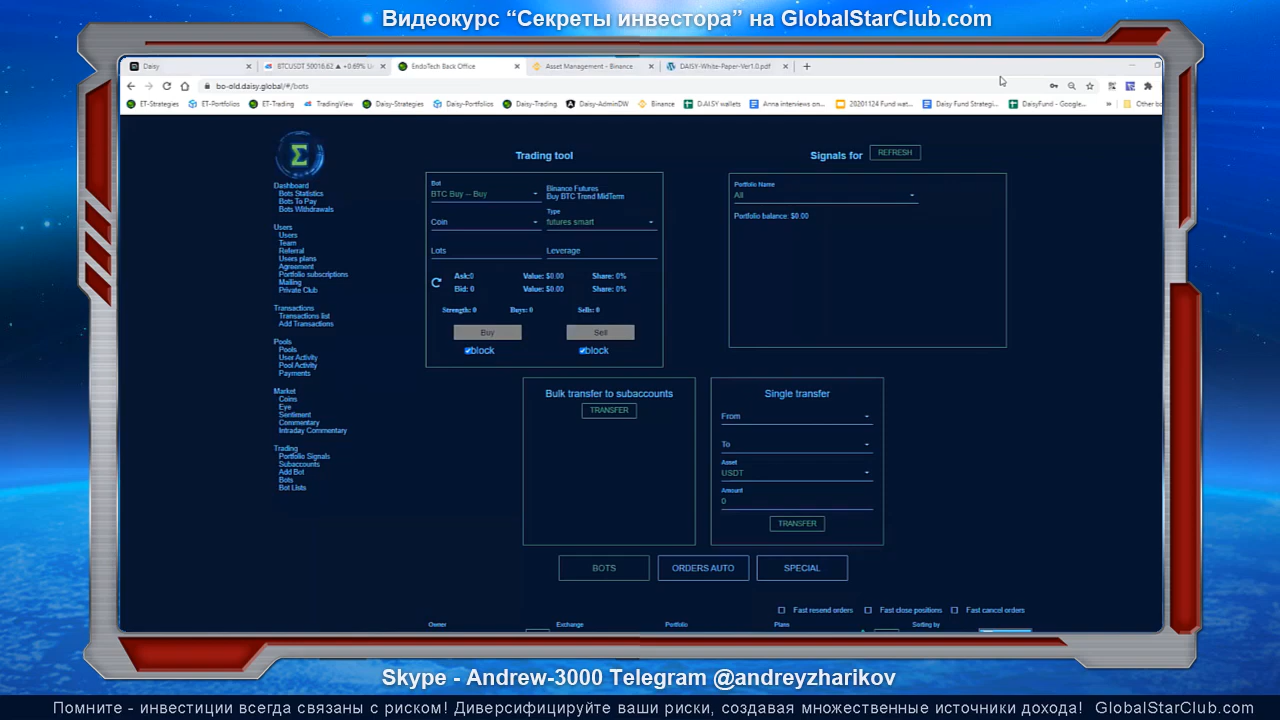 Видеокурс “Секреты инвестора” на GlobalStarClub.com
Daisy
BTCUSDT 50016.62 ▲ +0.69%
EndoTech Back Office
Asset Management - Binance
DAISY-White-Paper-Ver1.0.pdf
bo-old.daisy.global/#/bots
ET-Strategies
ET-Portfolios
ET-Trading
TradingView
Daisy-Strategies
Daisy-Portfolios
Daisy-Trading
Daisy-AdminDW
Binance
DAISY wallets
Anna interviews on...
20201124 Fund wat...
Daisy Fund Strategi...
DaisyFund - Google...
»
Other bo
Dashboard
Bots Statistics
Bots To Pay
Bots Withdrawals
Users
Users
Team
Referral
Users plans
Agreement
Portfolio subscriptions
Mailing
Private Club
Transactions
Transactions list
Add Transactions
Pools
Pools
User Activity
Pool Activity
Payments
Market
Coins
Eye
Sentiment
Commentary
Intraday Commentary
Trading
Portfolio Signals
Subaccounts
Add Bot
Bots
Bot Lists
Trading tool
Bot
BTC Buy -- Buy
Binance Futures
Buy BTC Trend MidTerm
Coin
Type
futures smart
Lots
Leverage
Ask:0 Value: $0.00 Share: 0%
Bid: 0 Value: $0.00 Share: 0%
Strength: 0 Buys: 0 Sells: 0
Buy Sell
block block
Signals for REFRESH
Portfolio Name
All
Portfolio balance: $0.00
Bulk transfer to subaccounts
TRANSFER
Single transfer
From
To
Asset
USDT
Amount
0
TRANSFER
BOTS ORDERS AUTO SPECIAL
Fast resend orders Fast close positions Fast cancel orders
Owner Exchange Portfolio Plans Sorting by
Skype - Andrew-3000 Telegram @andreyzharikov
Помните - инвестиции всегда связаны с риском! Диверсифицируйте ваши риски, создавая множественные источники дохода! GlobalStarClub.com